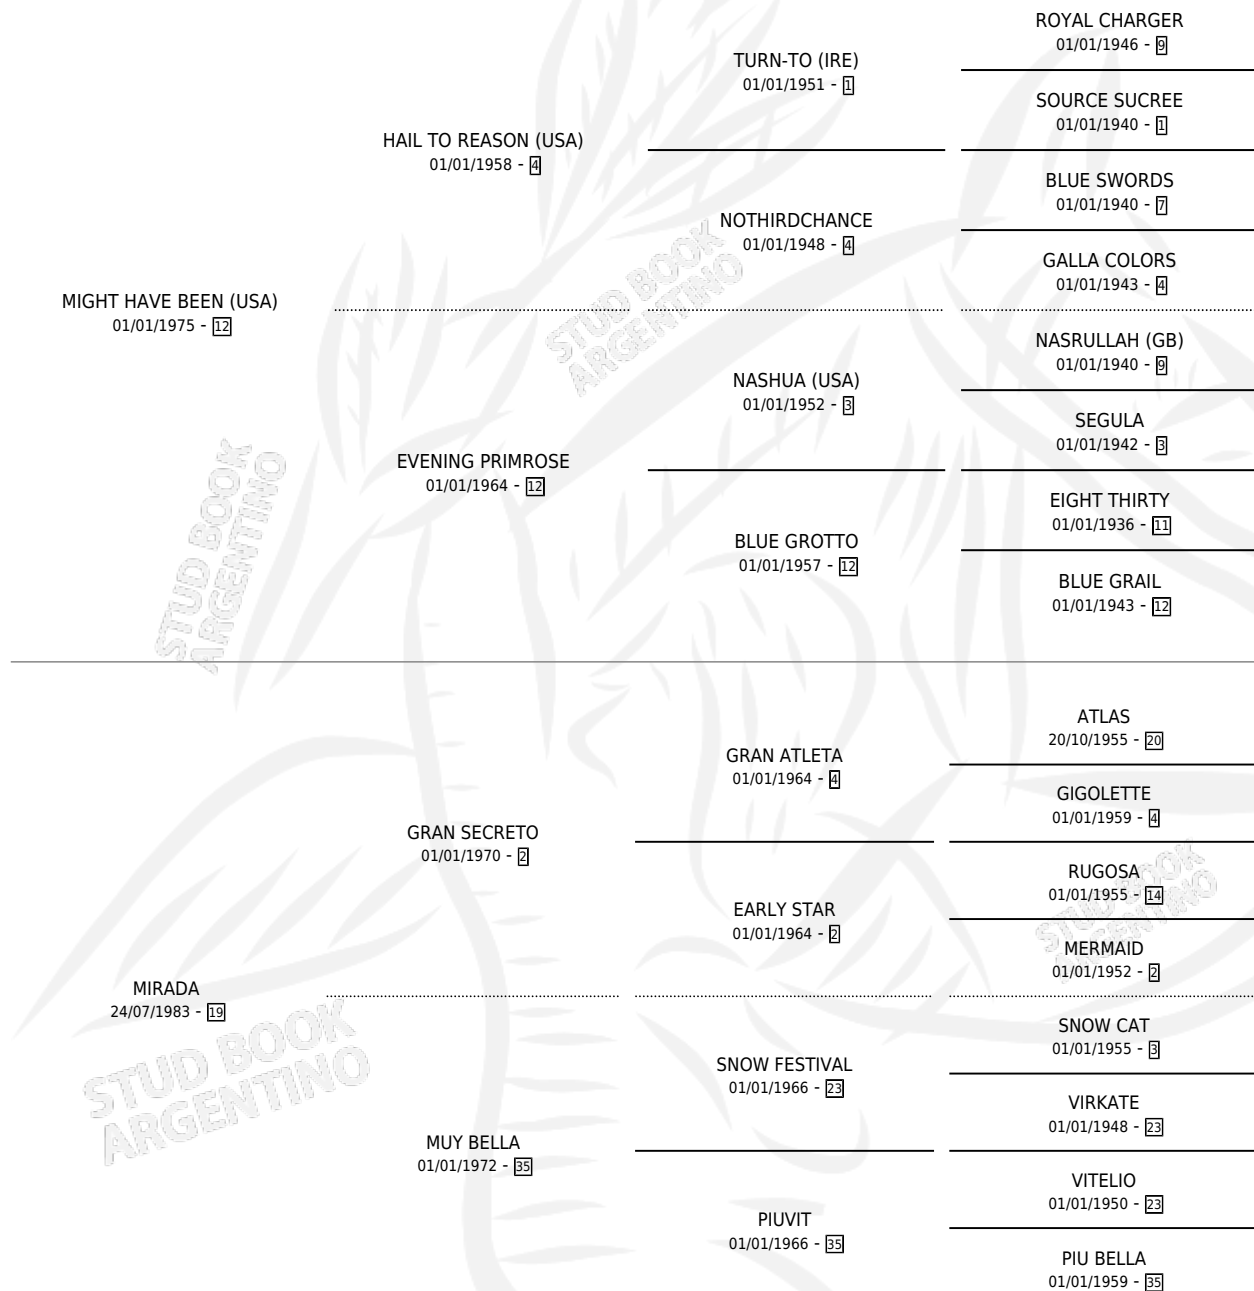 ROYAL CHARGER
01/01/1946 - 9
TURN-TO (IRE)
01/01/1951 - 1
SOURCE SUCREE
01/01/1940 - 1
HAIL TO REASON (USA)
01/01/1958 - 4
BLUE SWORDS
01/01/1940 - 7
NOTHIRDCHANCE
01/01/1948 - 4
GALLA COLORS
01/01/1943 - 4
MIGHT HAVE BEEN (USA)
01/01/1975 - 12
NASRULLAH (GB)
01/01/1940 - 9
NASHUA (USA)
01/01/1952 - 3
SEGULA
01/01/1942 - 3
EVENING PRIMROSE
01/01/1964 - 12
EIGHT THIRTY
01/01/1936 - 11
BLUE GROTTO
01/01/1957 - 12
BLUE GRAIL
01/01/1943 - 12
ATLAS
20/10/1955 - 20
GRAN ATLETA
01/01/1964 - 4
GIGOLETTE
01/01/1959 - 4
GRAN SECRETO
01/01/1970 - 2
RUGOSA
01/01/1955 - 14
EARLY STAR
01/01/1964 - 2
MERMAID
01/01/1952 - 2
MIRADA
24/07/1983 - 19
SNOW CAT
01/01/1955 - 3
SNOW FESTIVAL
01/01/1966 - 23
VIRKATE
01/01/1948 - 23
MUY BELLA
01/01/1972 - 35
VITELIO
01/01/1950 - 23
PIUVIT
01/01/1966 - 35
PIU BELLA
01/01/1959 - 35
STUD BOOK
ARGENTINO
STUD BOOK
ARGENTINO
STUD BOOK
ARGENTINO
STUD BOOK
ARGENTINO